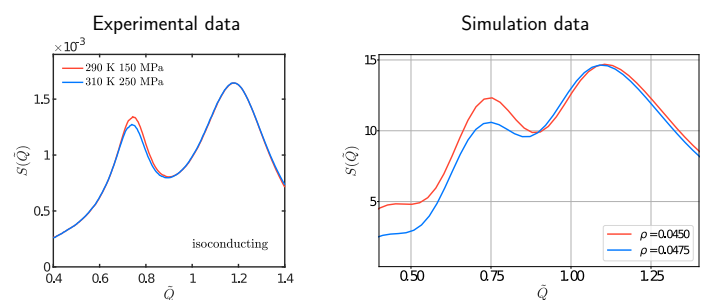 Experimental data
×10⁻³
290 K 150 MPa
310 K 250 MPa
1.5
1
0.5
0
S(Q̃)
isoconducting
0.4 0.6 0.8 1 1.2 1.4
Q̃
Simulation data
15
10
5
S(Q̃)
ρ=0.0450
ρ=0.0475
0.50 0.75 1.00 1.25
Q̃